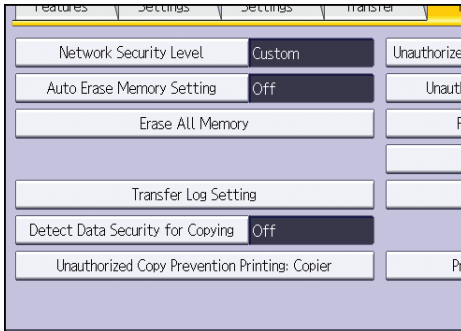 Features Settings Settings Transfer
Network Security Level Custom Unauthorize
Auto Erase Memory Setting Off Unaut
Erase All Memory
Transfer Log Setting
Detect Data Security for Copying Off
Unauthorized Copy Prevention Printing: Copier